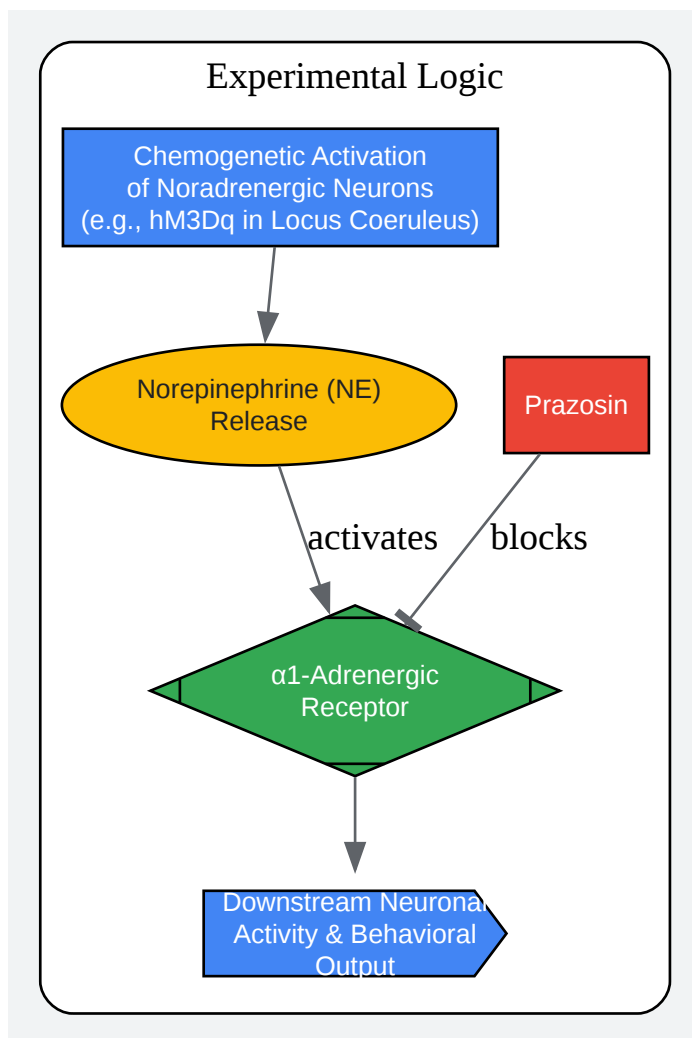 Experimental Logic
Chemogenetic Activation
of Noradrenergic Neurons
(e.g., hM3Dq in Locus Coeruleus)
Norepinephrine (NE)
Release
Prazosin
activates
blocks
α1-Adrenergic
Receptor
Downstream Neuronal
Activity & Behavioral
Output